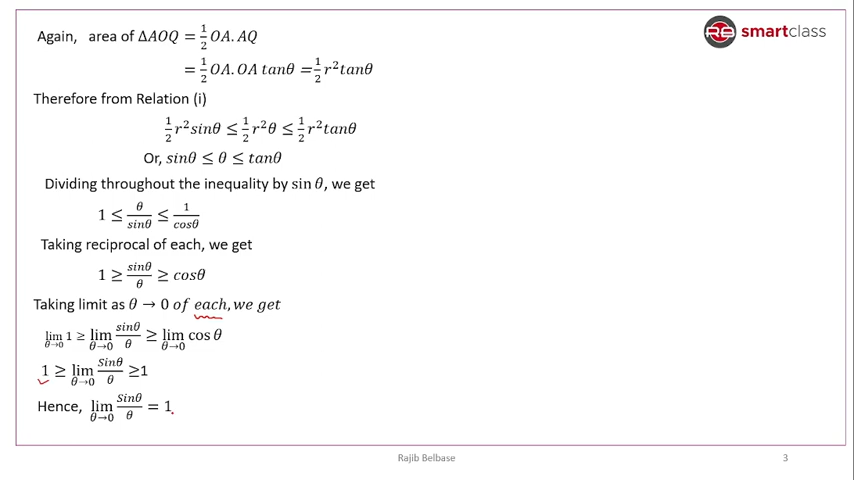 Again, area of ΔAOQ = 1/2 OA.AQ
= 1/2 OA.OA tanθ = 1/2 r²tanθ
Therefore from Relation (i)
1/2 r²sinθ ≤ 1/2 r²θ ≤ 1/2 r²tanθ
Or, sinθ ≤ θ ≤ tanθ
Dividing throughout the inequality by sin θ, we get
1 ≤ θ/sinθ ≤ 1/cosθ
Taking reciprocal of each, we get
1 ≥ sinθ/θ ≥ cosθ
Taking limit as θ → 0 of each, we get
lim θ→0 1 ≥ lim θ→0 sinθ/θ ≥ lim θ→0 cos θ
1 ≥ lim θ→0 Sinθ/θ ≥1
Hence, lim θ→0 Sinθ/θ = 1.
RB smartclass
Rajib Belbase
3